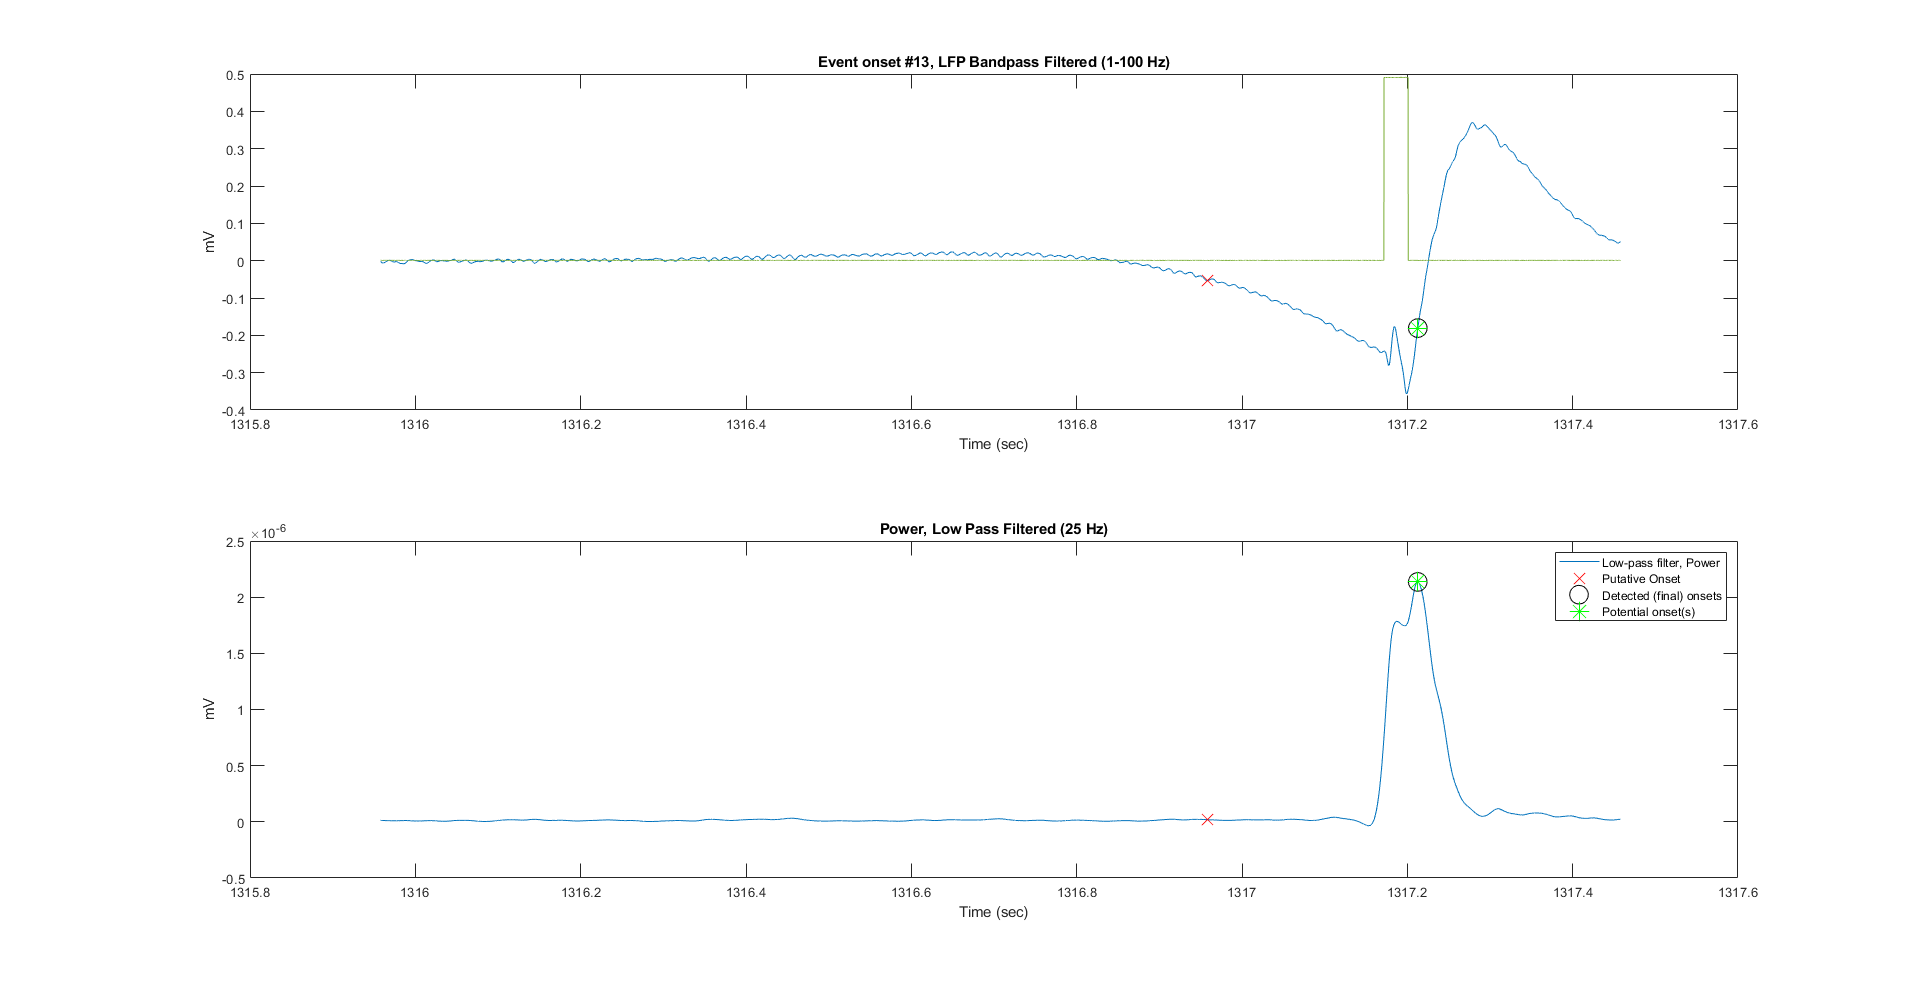 Event onset #13, LFP Bandpass Filtered (1-100 Hz)
0.5
0.4
0.3
0.2
0.1
0
-0.1
-0.2
-0.3
-0.4
mV
1315.8 1316 1316.2 1316.4 1316.6 1316.8 1317 1317.2 1317.4 1317.6
Time (sec)
Power, Low Pass Filtered (25 Hz)
×10⁻⁶
2.5
2
1.5
1
0.5
0
-0.5
mV
Low-pass filter, Power
Putative Onset
Detected (final) onsets
Potential onset(s)
1315.8 1316 1316.2 1316.4 1316.6 1316.8 1317 1317.2 1317.4 1317.6
Time (sec)